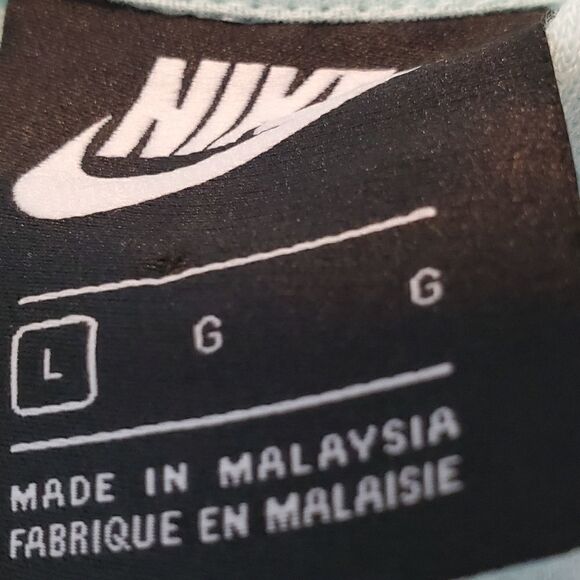 NIKE
L G G
MADE IN MALAYSIA
FABRIQUE EN MALAISIE